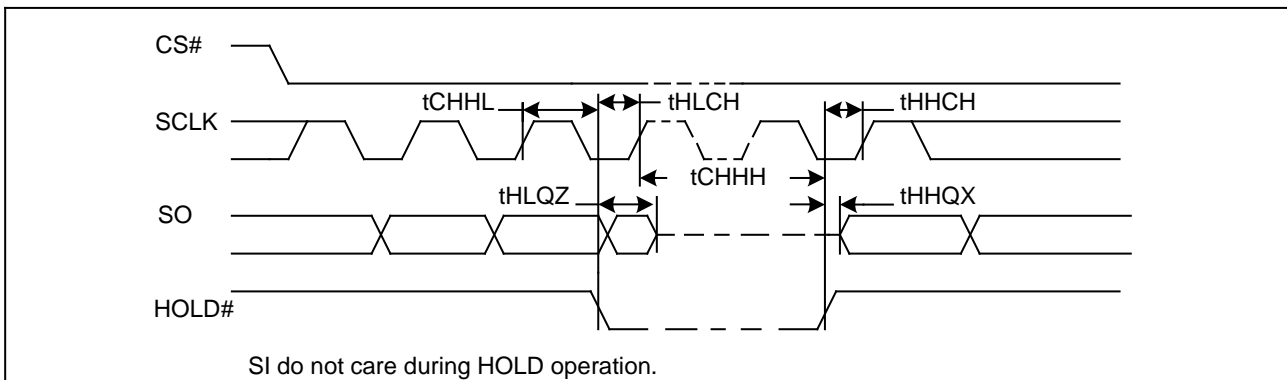 CS#
tCHHL
tHLCH
tHHCH
SCLK
tCHHH
tHLQZ
tHHQX
SO
HOLD#
SI do not care during HOLD operation.